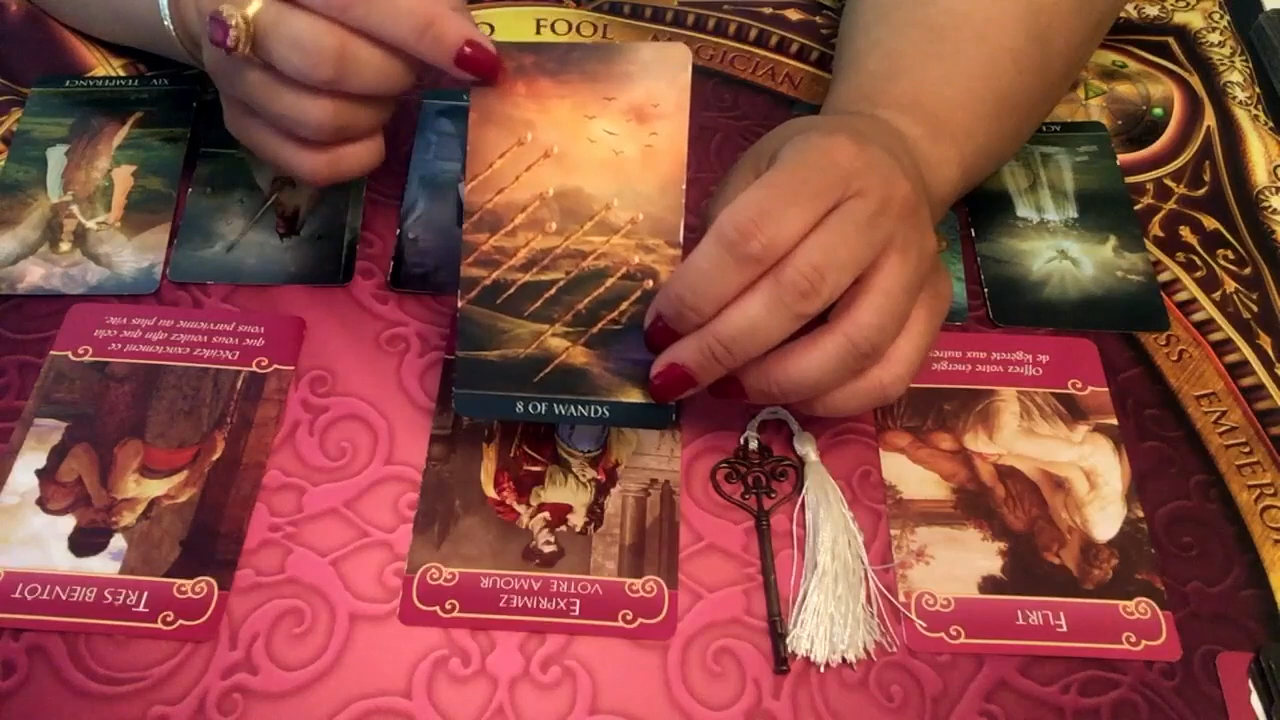 FOOL
MAGICIAN
XIV - TEMPERANCE
8 OF WANDS
Décidez exactement ce
que vous voulez afin que cela
vous parvienne au plus vite.
TRÈS BIENTÔT
EXPRIMEZ
VOTRE AMOUR
Offrez votre énergie
de légèreté aux autres
FLIRT
EMPEROR